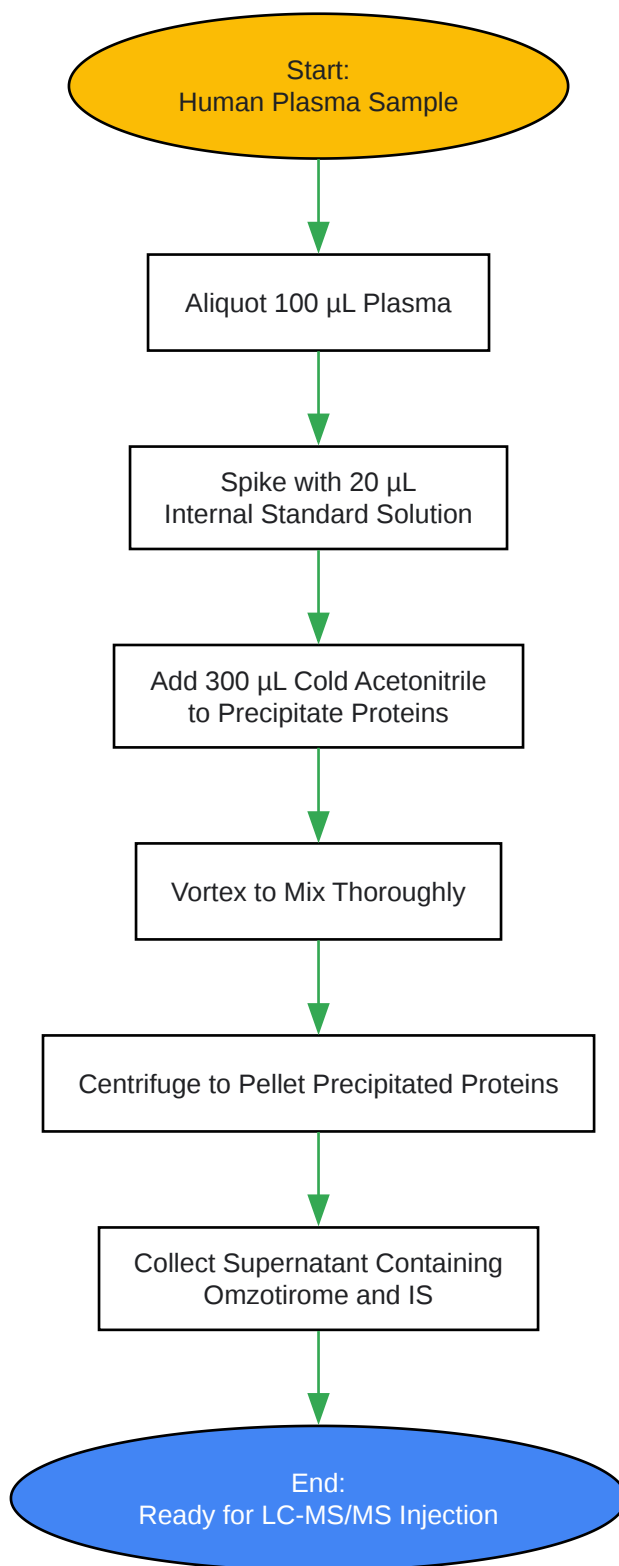 Start:
Human Plasma Sample
Aliquot 100 µL Plasma
Spike with 20 µL
Internal Standard Solution
Add 300 µL Cold Acetonitrile
to Precipitate Proteins
Vortex to Mix Thoroughly
Centrifuge to Pellet Precipitated Proteins
Collect Supernatant Containing
Omzotirome and IS
End:
Ready for LC-MS/MS Injection